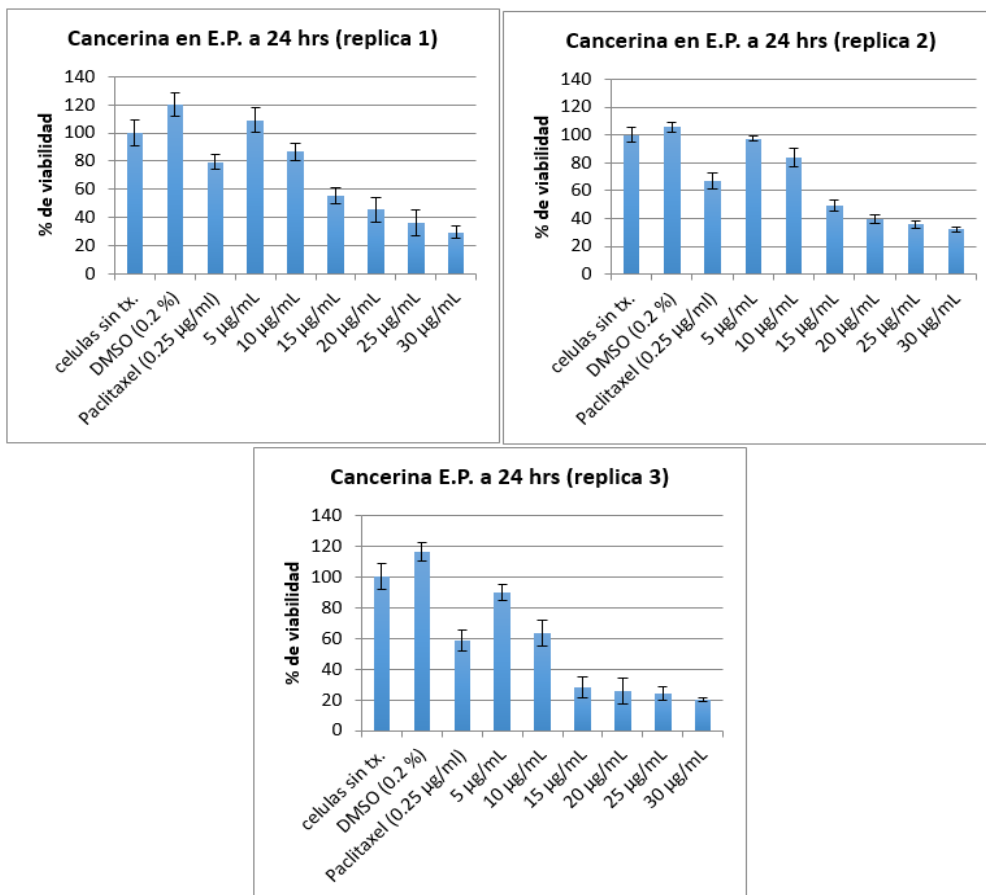 Cancerina en E.P. a 24 hrs (replica 1)
% de viabilidad
140
120
100
80
60
40
20
0
celulas sin tx.
DMSO (0.2 %)
Paclitaxel (0.25 µg/ml)
5 µg/mL
10 µg/mL
15 µg/mL
20 µg/mL
25 µg/mL
30 µg/mL
Cancerina en E.P. a 24 hrs (replica 2)
% de viabilidad
140
120
100
80
60
40
20
0
celulas sin tx.
DMSO (0.2 %)
Paclitaxel (0.25 µg/ml)
5 µg/mL
10 µg/mL
15 µg/mL
20 µg/mL
25 µg/mL
30 µg/mL
Cancerina E.P. a 24 hrs (replica 3)
% de viabilidad
140
120
100
80
60
40
20
0
celulas sin tx.
DMSO (0.2 %)
Paclitaxel (0.25 µg/ml)
5 µg/mL
10 µg/mL
15 µg/mL
20 µg/mL
25 µg/mL
30 µg/mL